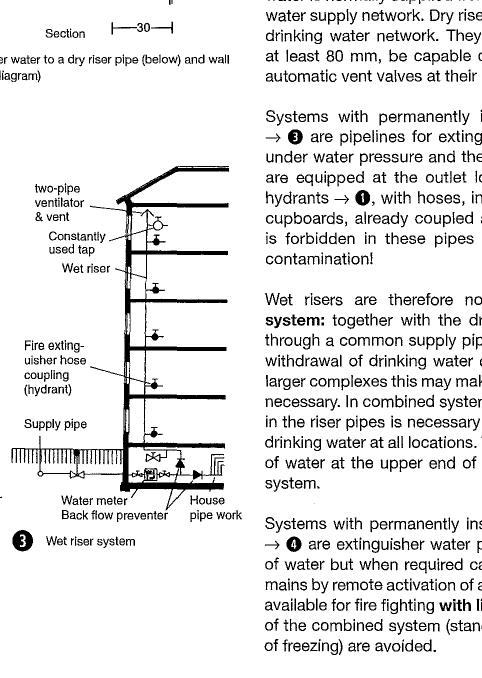 Section
30
er water to a dry riser pipe (below) and wall
diagram)
two-pipe
ventilator
& vent
Constantly
used tap
Wet riser
Fire exting-
uisher hose
coupling
(hydrant)
Supply pipe
Water meter
Back flow preventer
House
pipe work
3 Wet riser system
water supply network. Dry rise
drinking water network. They
at least 80 mm, be capable o
automatic vent valves at their
Systems with permanently i
→ 3 are pipelines for exting
under water pressure and the
are equipped at the outlet lo
hydrants → 1, with hoses, in
cupboards, already coupled a
is forbidden in these pipes
contamination!
Wet risers are therefore no
system: together with the dr
through a common supply pip
withdrawal of drinking water o
larger complexes this may mak
necessary. In combined system
in the riser pipes is necessary
drinking water at all locations.
of water at the upper end of
system.
Systems with permanently ins
→ 4 are extinguisher water p
of water but when required ca
mains by remote activation of a
available for fire fighting with li
of the combined system (stan
of freezing) are avoided.